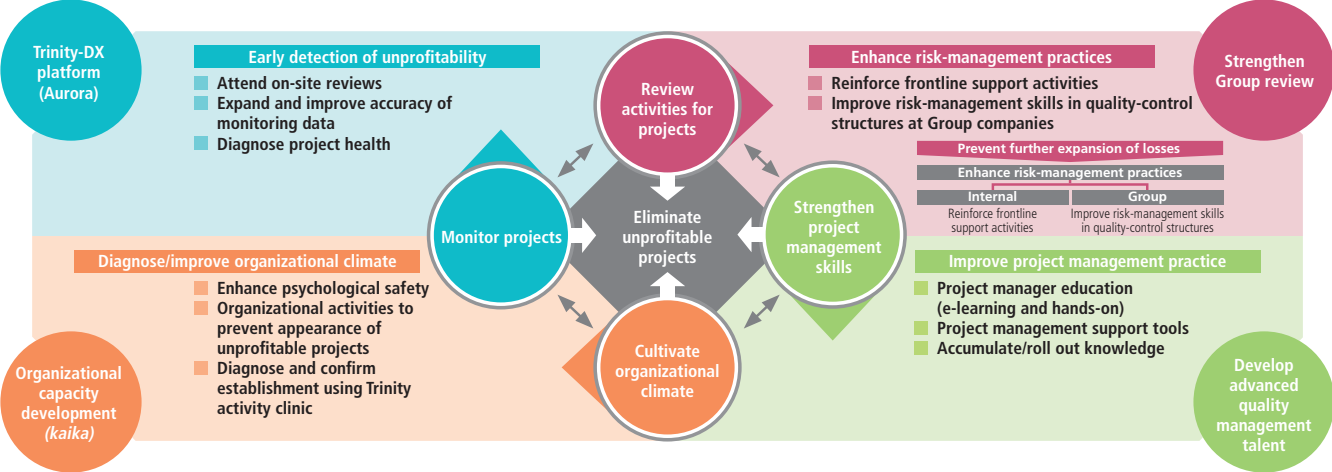 Trinity-DX
platform
(Aurora)
Early detection of unprofitability
Attend on-site reviews
Expand and improve accuracy of
monitoring data
Diagnose project health
Review
activities for
projects
Enhance risk-management practices
Reinforce frontline support activities
Improve risk-management skills in quality-control
structures at Group companies
Prevent further expansion of losses
Enhance risk-management practices
Internal
Group
Reinforce frontline
support activities
Improve risk-management skills
in quality-control structures
Strengthen
Group review
Monitor projects
Eliminate
unprofitable
projects
Strengthen
project
management
skills
Diagnose/improve organizational climate
Enhance psychological safety
Organizational activities to
prevent appearance of
unprofitable projects
Diagnose and confirm
establishment using Trinity
activity clinic
Organizational
capacity
development
(kaika)
Cultivate
organizational
climate
Improve project management practice
Project manager education
(e-learning and hands-on)
Project management support tools
Accumulate/roll out knowledge
Develop
advanced
quality
management
talent